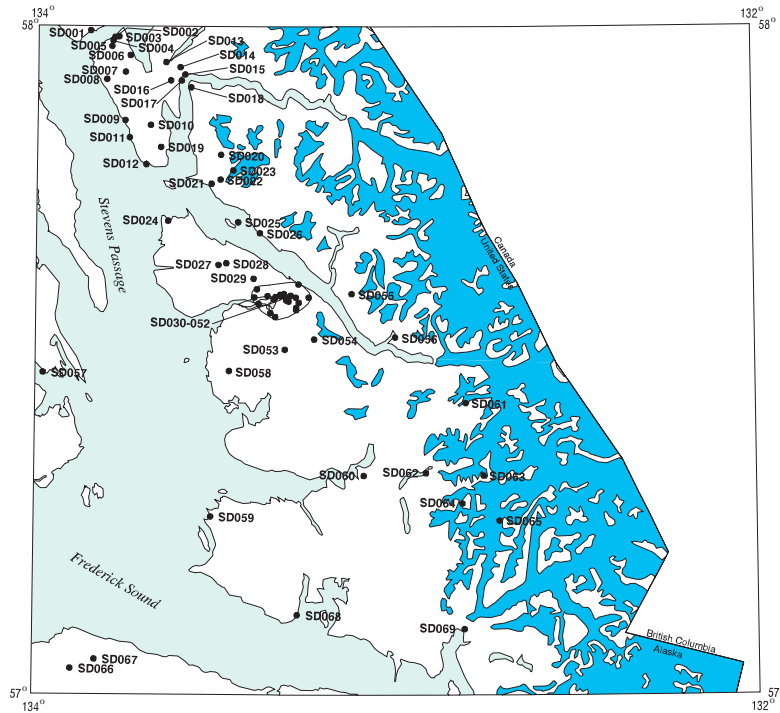 134°
132°
58°
58°
SD001
SD002
SD003
SD004
SD005
SD006
SD007
SD008
SD013
SD014
SD015
SD016
SD017
SD018
SD009
SD010
SD011
SD012
SD019
SD020
SD023
SD022
SD021
SD024
SD025
SD026
SD027
SD028
SD029
SD030-052
SD055
SD054
SD056
SD053
SD057
SD058
SD061
SD060
SD062
SD063
SD064
SD065
SD059
SD068
SD069
SD067
SD066
Stevens Passage
Frederick Sound
Canada
United States
British Columbia
Alaska
57°
57
134°
132°